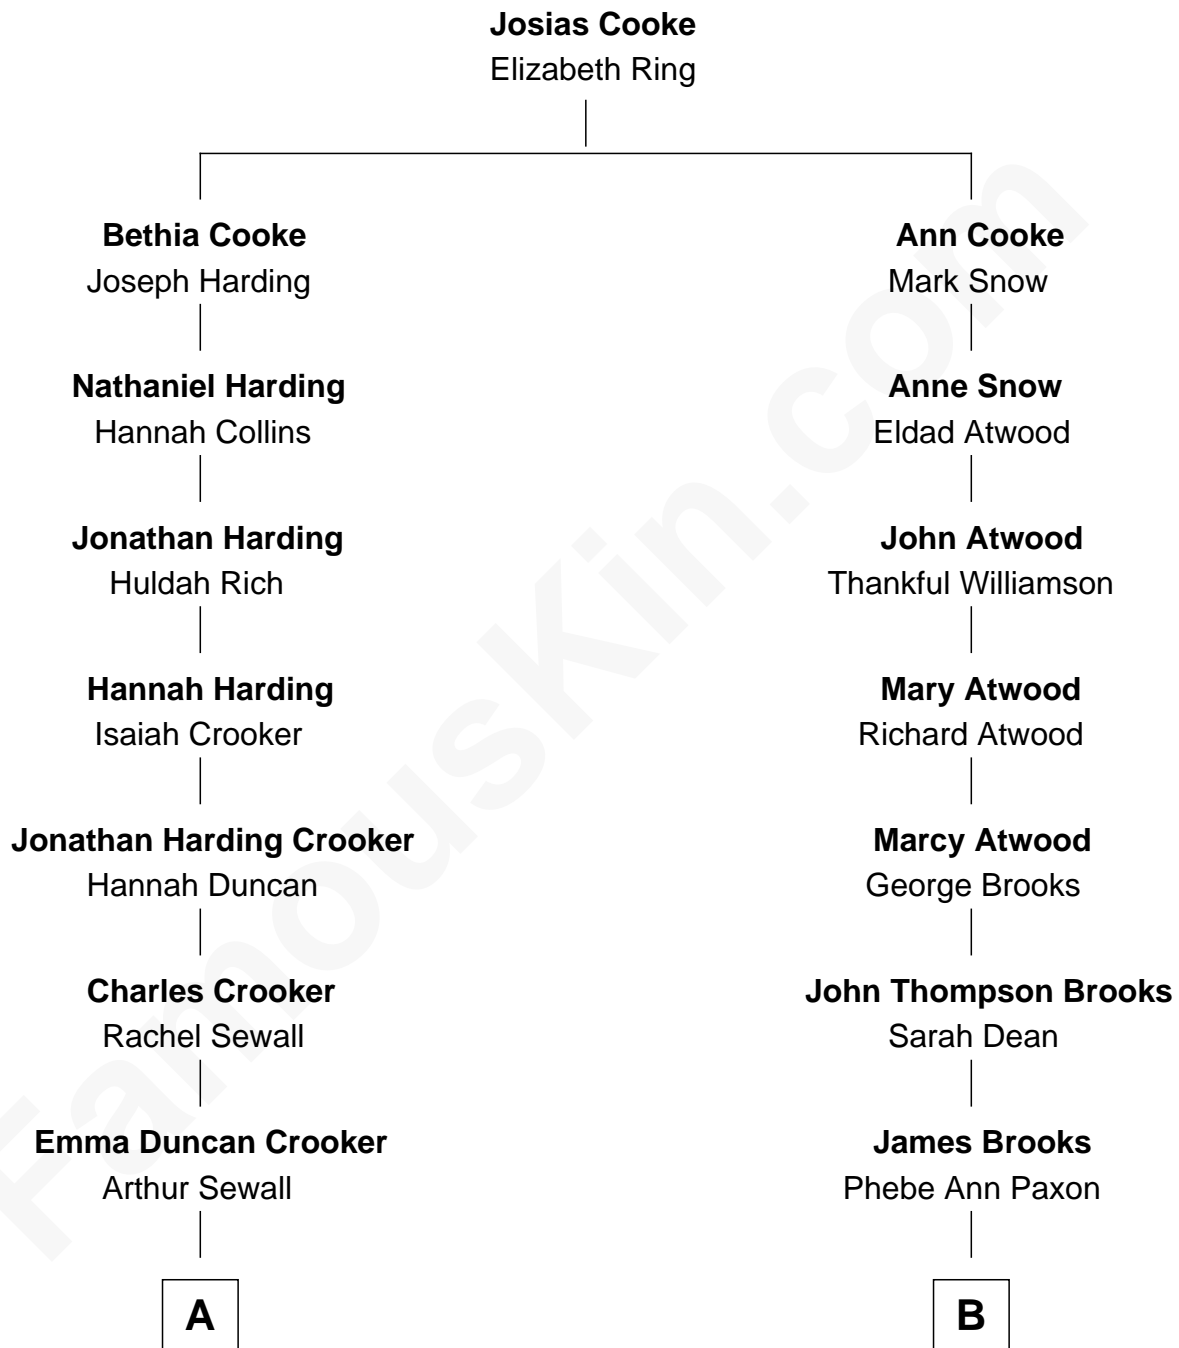 Josias Cooke
Elizabeth Ring
Bethia Cooke
Joseph Harding
Ann Cooke
Mark Snow
Nathaniel Harding
Hannah Collins
Anne Snow
Eldad Atwood
Jonathan Harding
Huldah Rich
John Atwood
Thankful Williamson
Hannah Harding
Isaiah Crooker
Mary Atwood
Richard Atwood
Jonathan Harding Crooker
Hannah Duncan
Marcy Atwood
George Brooks
Charles Crooker
Rachel Sewall
John Thompson Brooks
Sarah Dean
Emma Duncan Crooker
Arthur Sewall
James Brooks
Phebe Ann Paxon
A
B
FamousKin.com